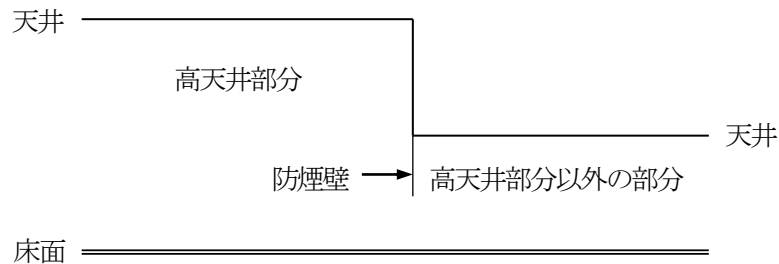 天井
高天井部分
天井
防煙壁
高天井部分以外の部分
床面